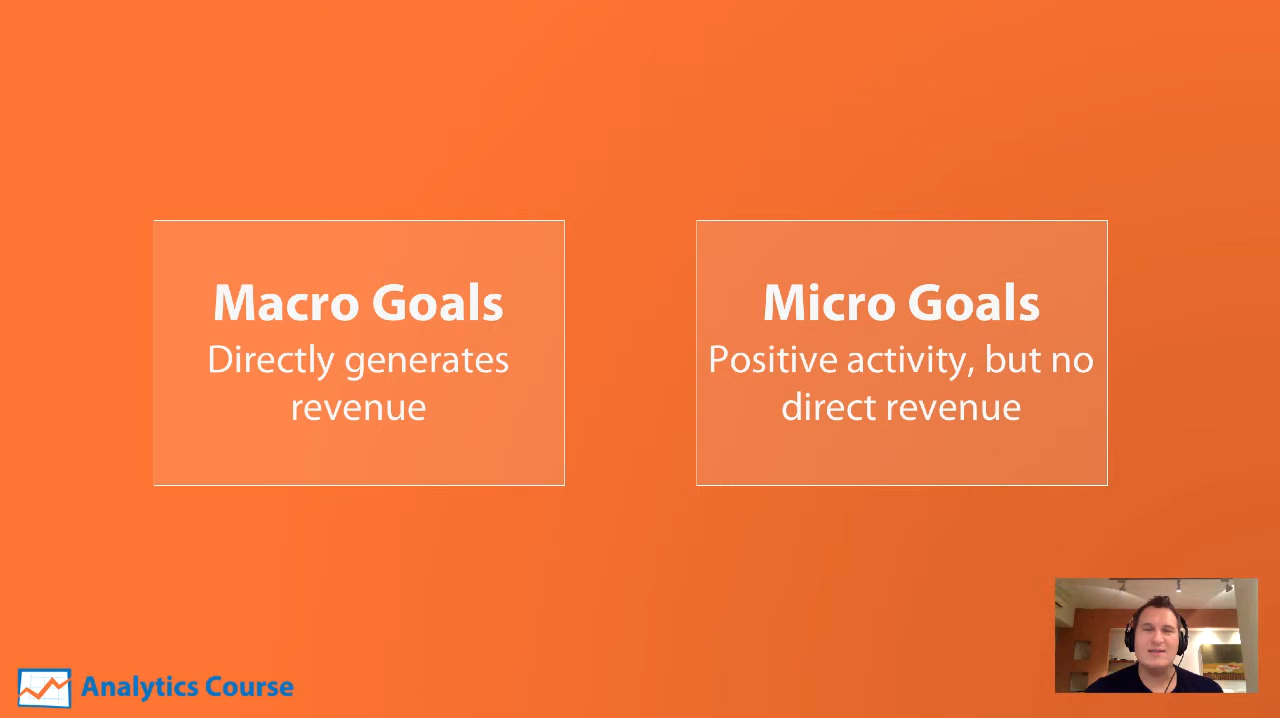 Macro Goals
Directly generates
revenue
Micro Goals
Positive activity, but no
direct revenue
Analytics Course